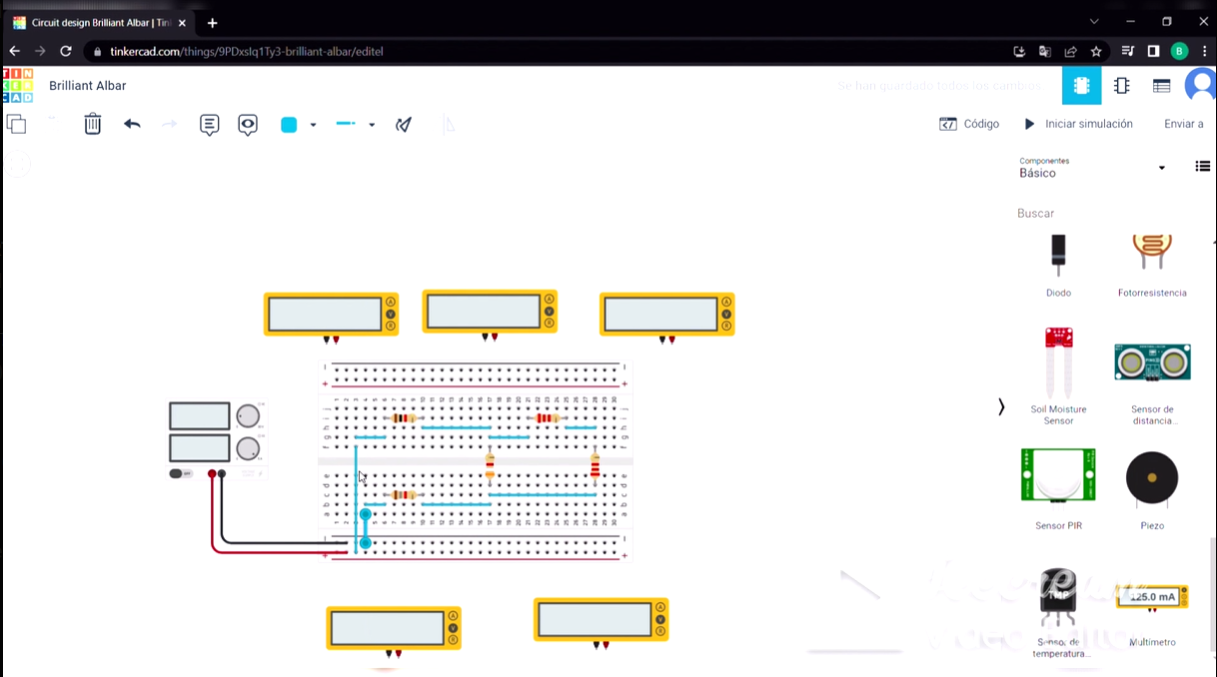 Circuit design Brilliant Albar | Tin
tinkercad.com/things/9PDxsIq1Ty3-brilliant-albar/editel
B
TIN
KER
CAD
Brilliant Albar
Se han guardado todos los cambios
Código
Iniciar simulación
Enviar a
Componentes
Básico
Buscar
Diodo
Fotorresistencia
Soil Moisture
Sensor
Sensor de
distancia...
Sensor PIR
Piezo
TMP
125.0 mA
Sensor de
temperatura...
Multímetro